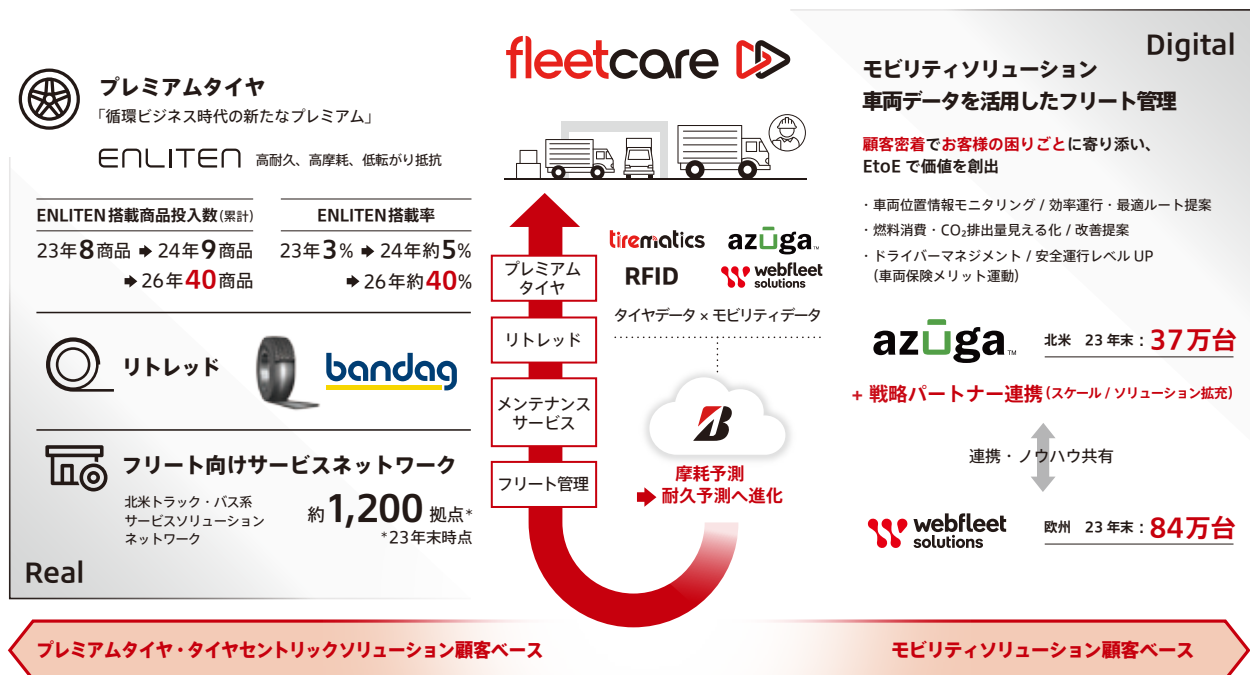 fleetcare
Digital
プレミアムタイヤ
「循環ビジネス時代の新たなプレミアム」
ENLITEN 高耐久、高摩耗、低転がり抵抗
ENLITEN搭載商品投入数(累計)
23年8商品 ➡ 24年9商品
➡ 26年40商品
ENLITEN搭載率
23年3% ➡ 24年約5%
➡ 26年約40%
リトレッド
bandag
フリート向けサービスネットワーク
北米トラック・バス系
サービスソリューション
ネットワーク
約1,200 拠点*
*23年末時点
Real
プレミアム
タイヤ
リトレッド
メンテナンス
サービス
フリート管理
tirematics azūga™
RFID webfleet
solutions
タイヤデータ × モビリティデータ
摩耗予測
➡ 耐久予測へ進化
モビリティソリューション
車両データを活用したフリート管理
顧客密着でお客様の困りごとに寄り添い、
EtoE で価値を創出
・車両位置情報モニタリング / 効率運行・最適ルート提案
・燃料消費・CO₂排出量見える化 / 改善提案
・ドライバーマネジメント / 安全運行レベル UP
(車両保険メリット運動)
azūga™ 北米 23年末:37万台
+ 戦略パートナー連携(スケール / ソリューション拡充)
連携・ノウハウ共有
webfleet
solutions
欧州 23年末:84万台
プレミアムタイヤ・タイヤセントリックソリューション顧客ベース
モビリティソリューション顧客ベース